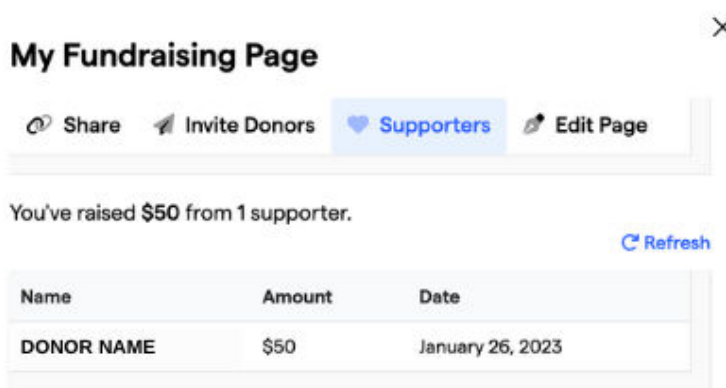 My Fundraising Page
Share Invite Donors Supporters Edit Page
You've raised $50 from 1 supporter.
Refresh
Name Amount Date
DONOR NAME $50 January 26, 2023